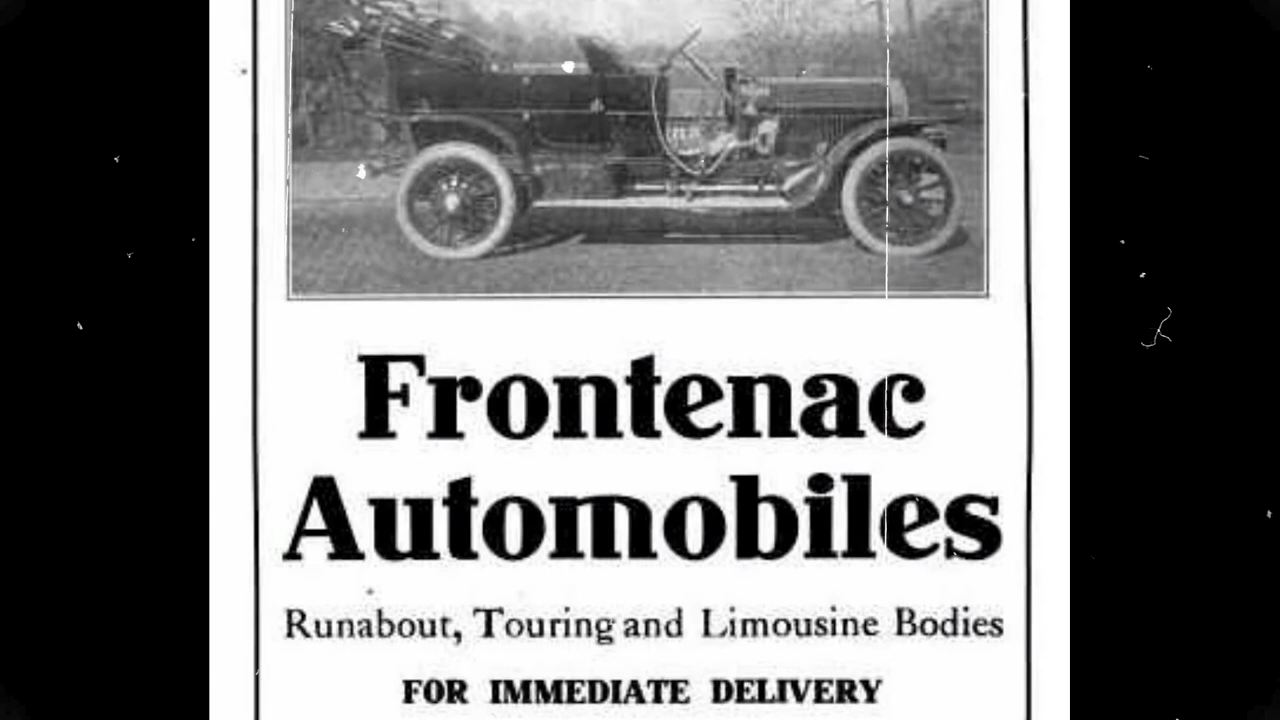 Frontenac
Automobiles
Runabout, Touring and Limousine Bodies
FOR IMMEDIATE DELIVERY